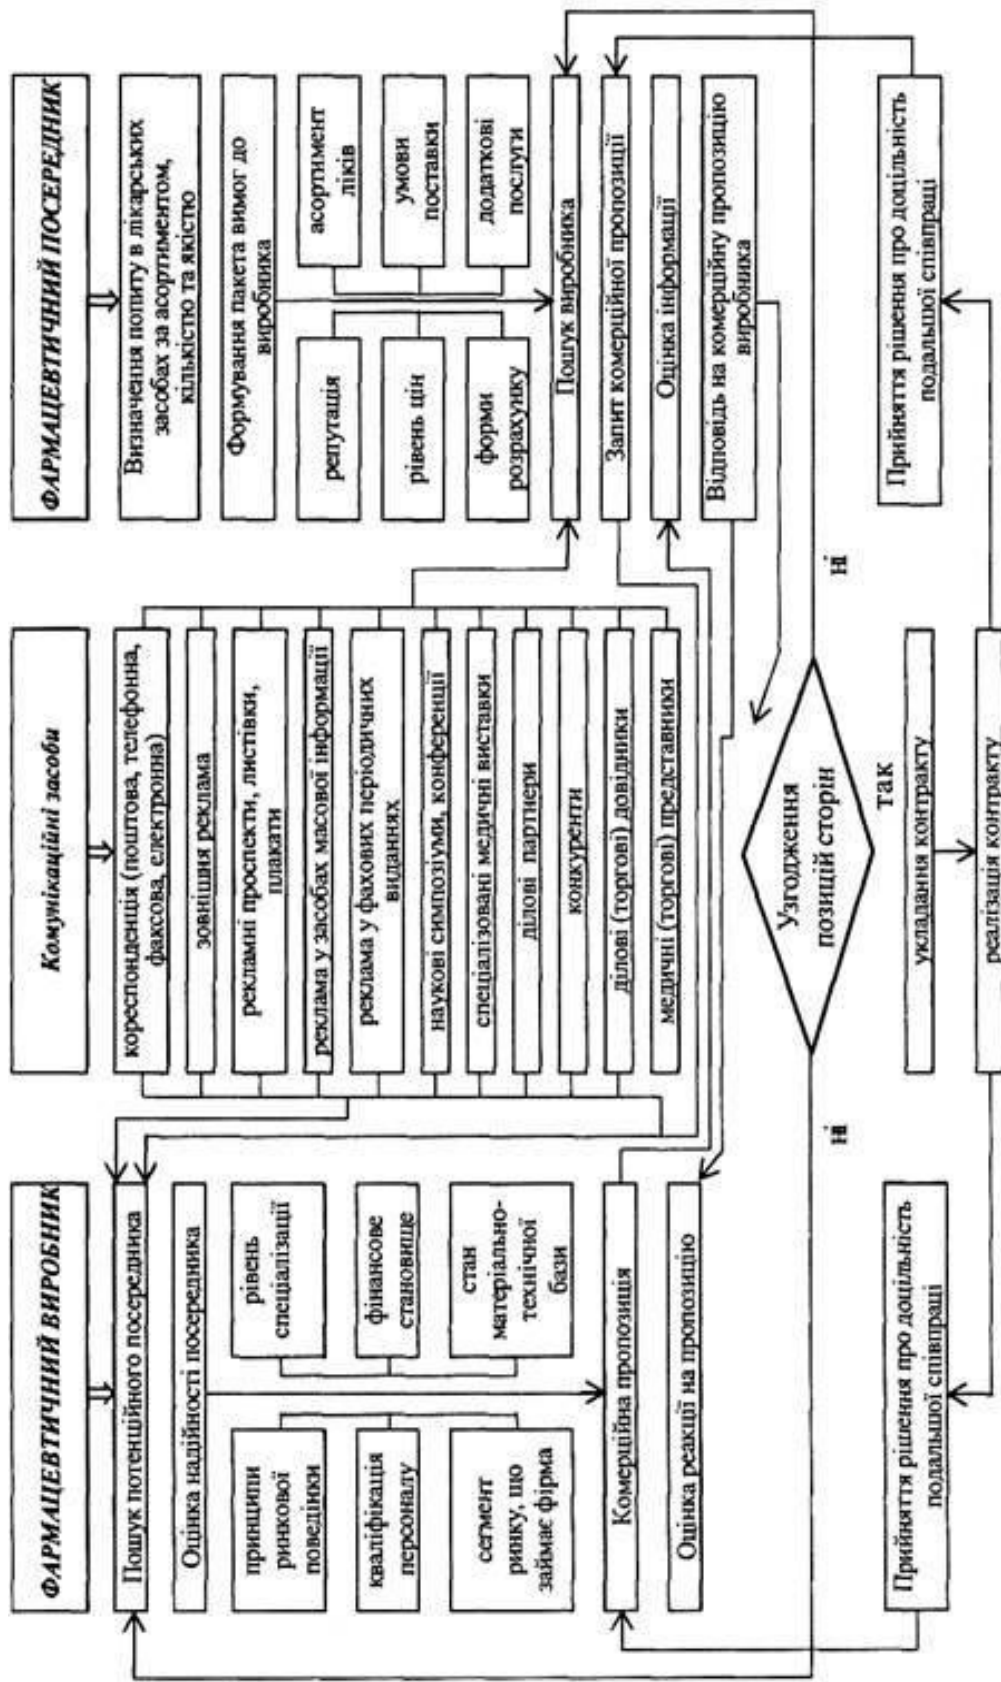 ФАРМАЦЕВТИЧНИЙ ВИРОБНИК
Пошук потенційного посередника
Оцінка надійності посередника
принципи
ринкової
поведінки
рівень
спеціалізації
кваліфікація
персоналу
фінансове
становище
сегмент
ринку, що
займає фірма
стан
матеріально-
технічної
бази
Комерційна пропозиція
Оцінка реакції на пропозицію
Комунікаційні засоби
кореспонденція (поштова, телефонна,
факсова, електронна)
зовнішня реклама
рекламні проспекти, листівки,
плакати
реклама у засобах масової інформації
реклама у фахових періодичних
виданнях
наукові симпозіуми, конференції
спеціалізовані медичні виставки
ділові партнери
конкуренти
ділові (торгові) довідники
медичні (торгові) представники
ФАРМАЦЕВТИЧНИЙ ПОСЕРЕДНИК
Визначення попиту в лікарських
засобах за асортиментом,
кількістю та якістю
Формування пакета вимог до
виробника
репутація
асортимент
ліків
рівень цін
умови
поставки
форми
розрахунку
додаткові
послуги
Пошук виробника
Запит комерційної пропозиції
Оцінка інформації
Відповідь на комерційну пропозицію
виробника
ні
Узгодження
позицій сторін
ні
так
Прийняття рішення про доцільність
подальшої співпраці
укладання контракту
Прийняття рішення про доцільність
подальшої співпраці
реалізація контракту